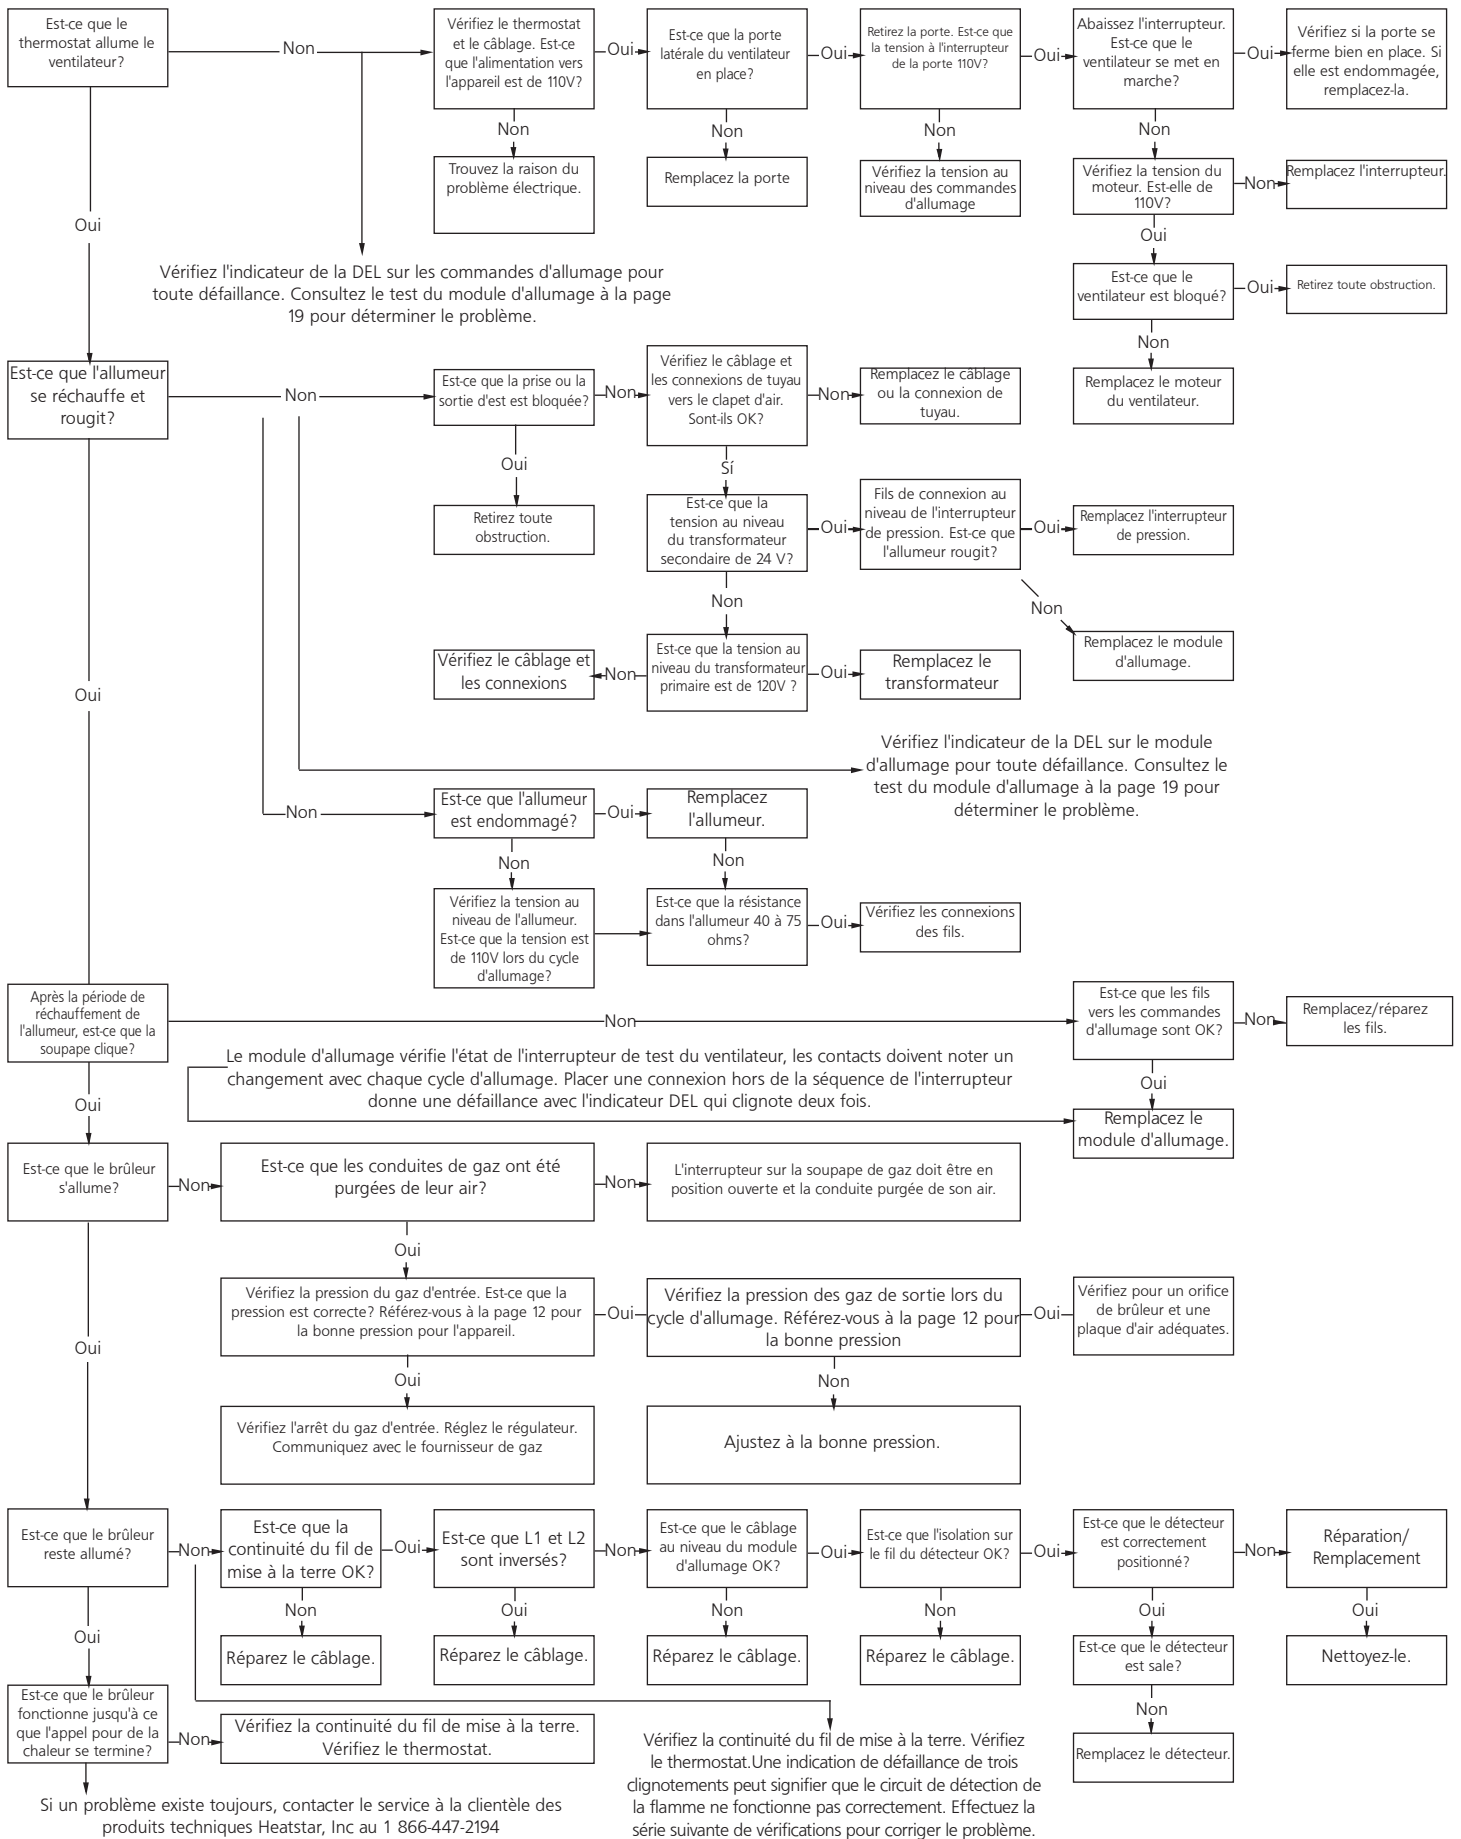 Est-ce que le
thermostat allume le
ventilateur?
Non
Vérifiez le thermostat
et le câblage. Est-ce
que l'alimentation vers
l'appareil est de 110V?
Oui
Est-ce que la porte
latérale du ventilateur
en place?
Oui
Retirez la porte. Est-ce que
la tension à l'interrupteur
de la porte 110V?
Oui
Abaissez l'interrupteur.
Est-ce que le
ventilateur se met en
marche?
Oui
Vérifiez si la porte se
ferme bien en place. Si
elle est endommagée,
remplacez-la.
Non
Non
Non
Non
Trouvez la raison du
problème électrique.
Remplacez la porte
Vérifiez la tension au
niveau des commandes
d'allumage
Vérifiez la tension du
moteur. Est-elle de
110V?
Non
Remplacez l'interrupteur.
Oui
Oui
Vérifiez l'indicateur de la DEL sur les commandes d'allumage pour
toute défaillance. Consultez le test du module d'allumage à la page
19 pour déterminer le problème.
Est-ce que le
ventilateur est bloqué?
Oui
Retirez toute obstruction.
Non
Remplacez le moteur
du ventilateur.
Est-ce que l'allumeur
se réchauffe et
rougit?
Non
Est-ce que la prise ou la
sortie d'est est bloquée?
Non
Vérifiez le câblage et
les connexions de tuyau
vers le clapet d'air.
Sont-ils OK?
Non
Remplacez le câblage
ou la connexion de
tuyau.
Oui
Sí
Retirez toute
obstruction.
Est-ce que la
tension au niveau
du transformateur
secondaire de 24 V?
Oui
Fils de connexion au
niveau de l'interrupteur
de pression. Est-ce que
l'allumeur rougit?
Oui
Remplacez l'interrupteur
de pression.
Non
Non
Remplacez le module
d'allumage.
Vérifiez le câblage et
les connexions
Non
Est-ce que la tension au
niveau du transformateur
primaire est de 120V ?
Oui
Remplacez le
transformateur
Oui
Vérifiez l'indicateur de la DEL sur le module
d'allumage pour toute défaillance. Consultez le
test du module d'allumage à la page 19 pour
déterminer le problème.
Non
Est-ce que l'allumeur
est endommagé?
Oui
Remplacez
l'allumeur.
Non
Non
Vérifiez la tension au
niveau de l'allumeur.
Est-ce que la tension est
de 110V lors du cycle
d'allumage?
Est-ce que la résistance
dans l'allumeur 40 à 75
ohms?
Oui
Vérifiez les connexions
des fils.
Après la période de
réchauffement de
l'allumeur, est-ce que la
soupape clique?
Non
Est-ce que les fils
vers les commandes
d'allumage sont OK?
Non
Remplacez/réparez
les fils.
Le module d'allumage vérifie l'état de l'interrupteur de test du ventilateur, les contacts doivent noter un
changement avec chaque cycle d'allumage. Placer une connexion hors de la séquence de l'interrupteur
donne une défaillance avec l'indicateur DEL qui clignote deux fois.
Oui
Oui
Remplacez le
module d'allumage.
Est-ce que le brûleur
s'allume?
Non
Est-ce que les conduites de gaz ont été
purgées de leur air?
Non
L'interrupteur sur la soupape de gaz doit être en
position ouverte et la conduite purgée de son air.
Oui
Vérifiez la pression du gaz d'entrée. Est-ce que la
pression est correcte? Référez-vous à la page 12 pour
la bonne pression pour l'appareil.
Oui
Vérifiez la pression des gaz de sortie lors du
cycle d'allumage. Référez-vous à la page 12 pour
la bonne pression
Oui
Vérifiez pour un orifice
de brûleur et une
plaque d'air adéquates.
Oui
Oui
Non
Vérifiez l'arrêt du gaz d'entrée. Réglez le régulateur.
Communiquez avec le fournisseur de gaz
Ajustez à la bonne pression.
Est-ce que le brûleur
reste allumé?
Non
Est-ce que la
continuité du fil de
mise à la terre OK?
Oui
Est-ce que L1 et L2
sont inversés?
Non
Est-ce que le câblage
au niveau du module
d'allumage OK?
Oui
Est-ce que l'isolation sur
le fil du détecteur OK?
Oui
Est-ce que le détecteur
est correctement
positionné?
Non
Réparation/
Remplacement
Oui
Non
Oui
Non
Non
Oui
Oui
Réparez le câblage.
Réparez le câblage.
Réparez le câblage.
Réparez le câblage.
Est-ce que le détecteur
est sale?
Nettoyez-le.
Est-ce que le brûleur
fonctionne jusqu'à ce
que l'appel pour de la
chaleur se termine?
Non
Vérifiez la continuité du fil de mise à la terre.
Vérifiez le thermostat.
Non
Remplacez le détecteur.
Vérifiez la continuité du fil de mise à la terre. Vérifiez
le thermostat.Une indication de défaillance de trois
clignotements peut signifier que le circuit de détection de
la flamme ne fonctionne pas correctement. Effectuez la
série suivante de vérifications pour corriger le problème.
Si un problème existe toujours, contacter le service à la clientèle des
produits techniques Heatstar, Inc au 1 866-447-2194